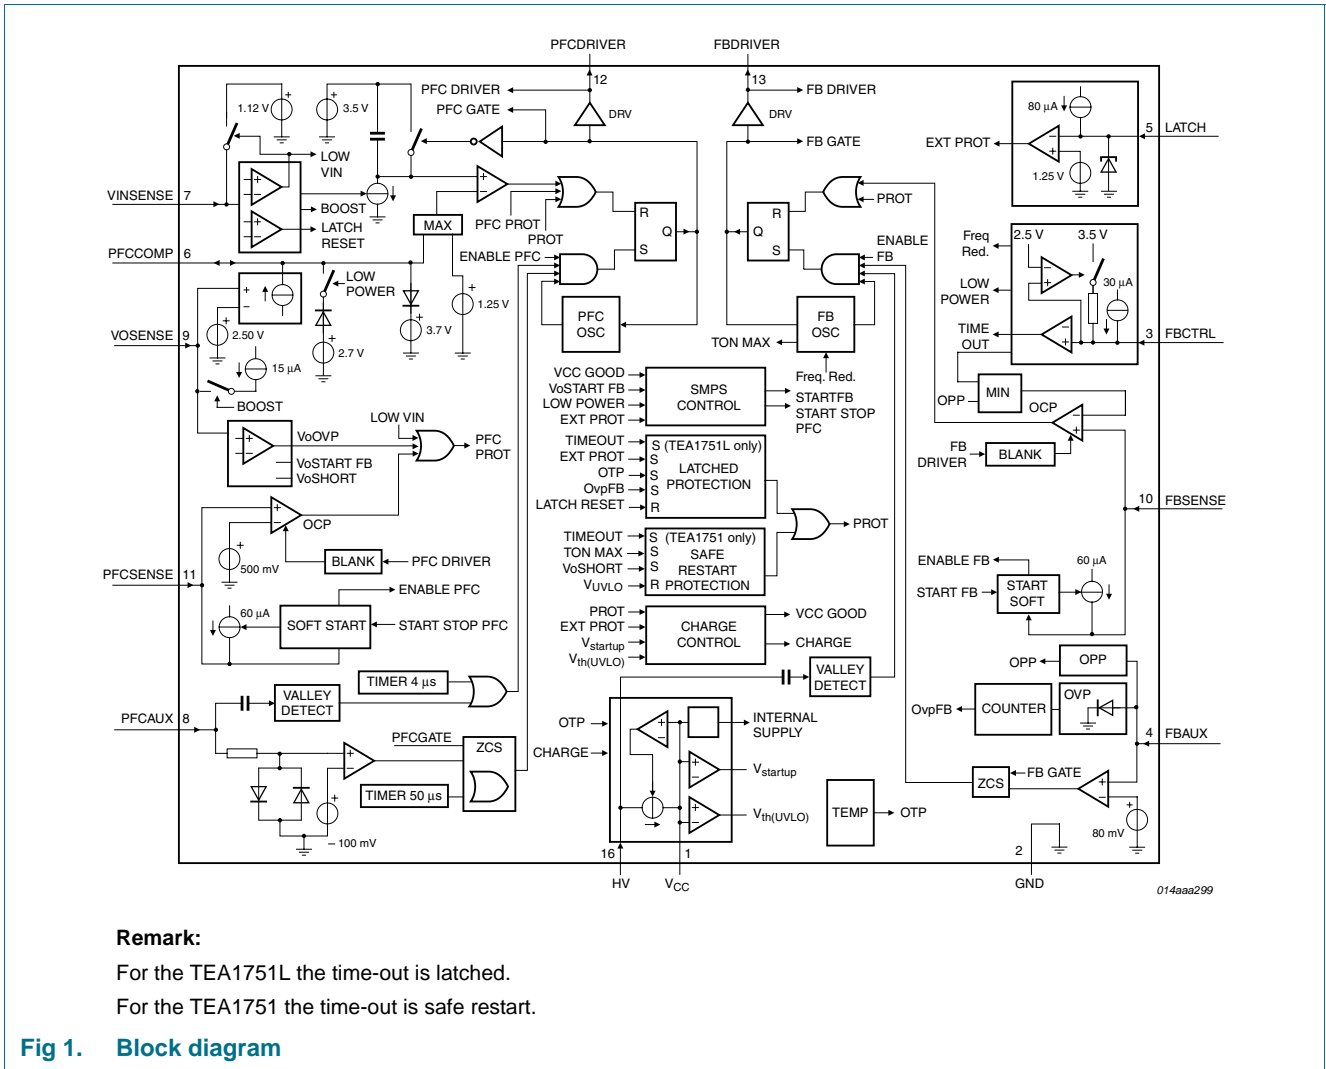 PFCDRIVER
FBDRIVER
12
13
PFC DRIVER
FB DRIVER
PFC GATE
DRV
DRV
FB GATE
1.12 V
3.5 V
80 µA
5 LATCH
EXT PROT
1.25 V
LOW
VIN
VINSENSE 7
BOOST
LATCH
RESET
MAX
PFC PROT
PROT
R
S
Q
R
S
Q
PROT
ENABLE
FB
PFCCOMP 6
ENABLE PFC
LOW
POWER
1.25 V
3.7 V
2.7 V
2.50 V
VOSENSE 9
15 µA
BOOST
PFC
OSC
FB
OSC
TON MAX
Freq. Red.
Freq
Red.
2.5 V
3.5 V
LOW
POWER
30 µA
TIME
OUT
3 FBCTRL
OPP
MIN
OCP
FB
DRIVER
BLANK
10 FBSENSE
VCC GOOD
VoSTART FB
LOW POWER
EXT PROT
SMPS
CONTROL
STARTFB
START STOP
PFC
TIMEOUT
EXT PROT
OTP
OvpFB
LATCH RESET
S (TEA1751L only)
S
S
S
R
LATCHED
PROTECTION
PROT
TIMEOUT
TON MAX
VoSHORT
VUVLO
S (TEA1751 only)
S
S
R
SAFE
RESTART
PROTECTION
PROT
EXT PROT
Vstartup
Vth(UVLO)
CHARGE
CONTROL
VCC GOOD
CHARGE
LOW VIN
VoOVP
VoSTART FB
VoSHORT
PFC
PROT
OCP
500 mV
BLANK
PFC DRIVER
PFCSENSE 11
ENABLE PFC
60 µA
SOFT START
START STOP PFC
ENABLE FB
60 µA
START FB
START
SOFT
TIMER 4 µs
VALLEY
DETECT
PFCAUX 8
PFCGATE
ZCS
TIMER 50 µs
– 100 mV
VALLEY
DETECT
OTP
CHARGE
INTERNAL
SUPPLY
Vstartup
Vth(UVLO)
16
1
HV
VCC
TEMP
OTP
OPP
OPP
OvpFB
COUNTER
OVP
4 FBAUX
ZCS
FB GATE
80 mV
2
GND
014aaa299
Remark:
For the TEA1751L the time-out is latched.
For the TEA1751 the time-out is safe restart.
Fig 1. Block diagram